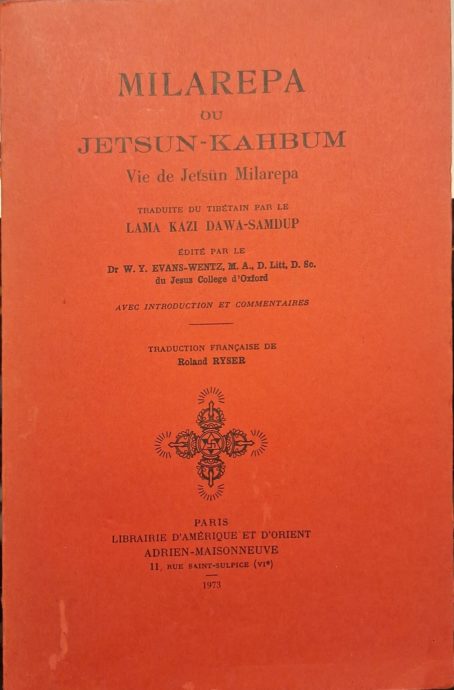 MILAREPA
OU
JETSUN-KAHBUM
Vie de Jetsün Milarepa
TRADUITE DU TIBÉTAIN PAR LE
LAMA KAZI DAWA-SAMDUP
ÉDITÉ PAR LE
Dr W. Y. EVANS-WENTZ, M. A., D. Litt, D. Sc.
du Jesus College d'Oxford
AVEC INTRODUCTION ET COMMENTAIRES
TRADUCTION FRANÇAISE DE
Roland RYSER
PARIS
LIBRAIRIE D'AMÉRIQUE ET D'ORIENT
ADRIEN-MAISONNEUVE
11, RUE SAINT-SULPICE (VIe)
1973